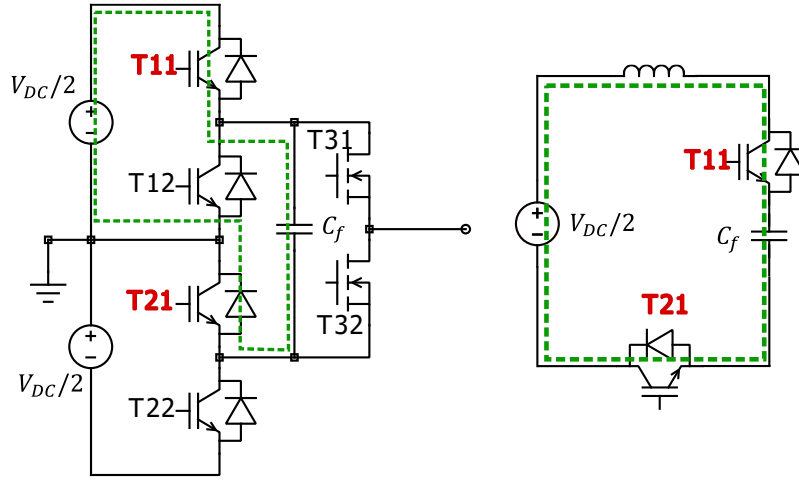 T11
V_DC/2
T12
T31
C_f
T21
T32
V_DC/2
T22
T11
V_DC/2
C_f
T21